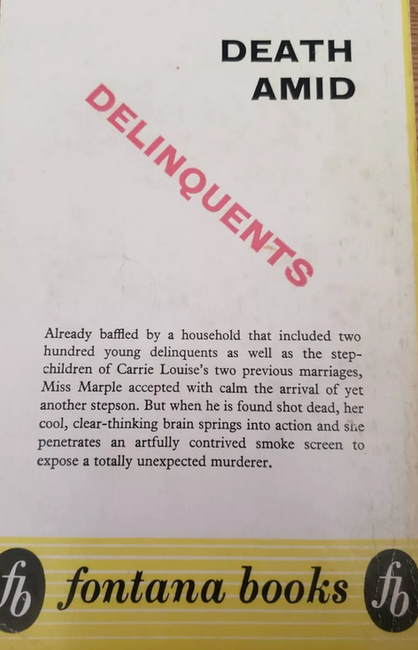 DEATH
AMID
DELINQUENTS
Already baffled by a household that included two
hundred young delinquents as well as the step-
children of Carrie Louise's two previous marriages,
Miss Marple accepted with calm the arrival of yet
another stepson. But when he is found shot dead, her
cool, clear-thinking brain springs into action and she
penetrates an artfully contrived smoke screen to
expose a totally unexpected murderer.
fb fontana books fb